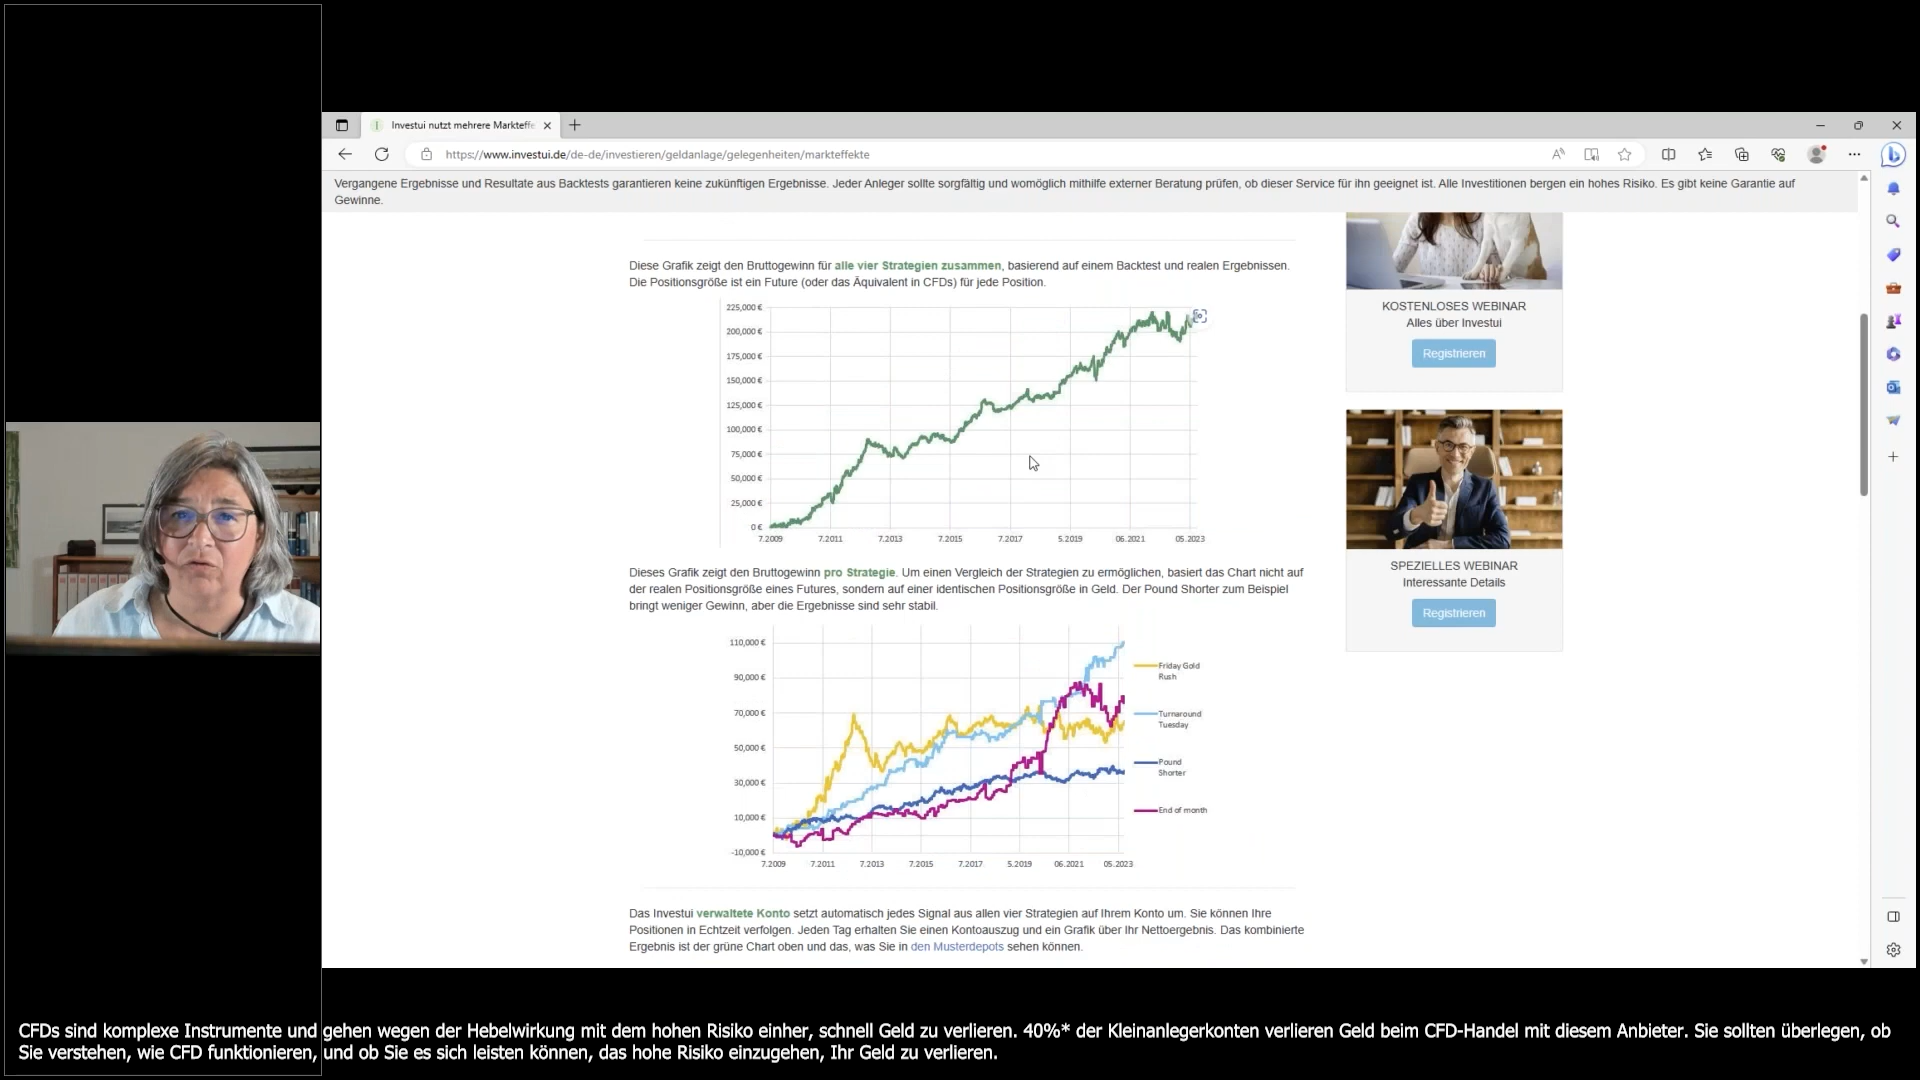 Investui nutzt mehrere Markteffe
https://www.investui.de/de-de/investieren/geldanlage/gelegenheiten/markteffekte
Vergangene Ergebnisse und Resultate aus Backtests garantieren keine zukünftigen Ergebnisse. Jeder Anleger sollte sorgfältig und womöglich mithilfe externer Beratung prüfen, ob dieser Service für ihn geeignet ist. Alle Investitionen bergen ein hohes Risiko. Es gibt keine Garantie auf
Gewinne.
Diese Grafik zeigt den Bruttogewinn für alle vier Strategien zusammen, basierend auf einem Backtest und realen Ergebnissen.
Die Positionsgröße ist ein Future (oder das Äquivalent in CFDs) für jede Position.
225,000 €
200,000 €
175,000 €
150,000 €
125,000 €
100,000 €
75,000 €
50,000 €
25,000 €
0 €
7.2009 7.2011 7.2013 7.2015 7.2017 5.2019 06.2021 05.2023
Dieses Grafik zeigt den Bruttogewinn pro Strategie. Um einen Vergleich der Strategien zu ermöglichen, basiert das Chart nicht auf
der realen Positionsgröße eines Futures, sondern auf einer identischen Positionsgröße in Geld. Der Pound Shorter zum Beispiel
bringt weniger Gewinn, aber die Ergebnisse sind sehr stabil.
110,000 €
90,000 €
70,000 €
50,000 €
30,000 €
10,000 €
-10,000 €
7.2009 7.2011 7.2013 7.2015 7.2017 5.2019 06.2021 05.2023
Friday Gold
Rush
Turnaround
Tuesday
Pound
Shorter
End of month
Das Investui verwaltete Konto setzt automatisch jedes Signal aus allen vier Strategien auf Ihrem Konto um. Sie können Ihre
Positionen in Echtzeit verfolgen. Jeden Tag erhalten Sie einen Kontoauszug und ein Grafik über Ihr Nettoergebnis. Das kombinierte
Ergebnis ist der grüne Chart oben und das, was Sie in den Musterdepots sehen können.
KOSTENLOSES WEBINAR
Alles über Investui
Registrieren
SPEZIELLES WEBINAR
Interessante Details
Registrieren
CFDs sind komplexe Instrumente und gehen wegen der Hebelwirkung mit dem hohen Risiko einher, schnell Geld zu verlieren. 40%* der Kleinanlegerkonten verlieren Geld beim CFD-Handel mit diesem Anbieter. Sie sollten überlegen, ob
Sie verstehen, wie CFD funktionieren, und ob Sie es sich leisten können, das hohe Risiko einzugehen, Ihr Geld zu verlieren.